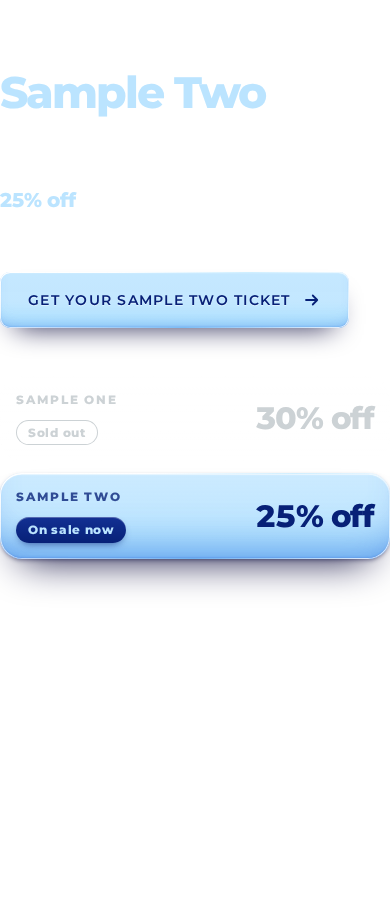 Sample Two
25% off
GET YOUR SAMPLE TWO TICKET →
SAMPLE ONE
Sold out
30% off
SAMPLE TWO
On sale now
25% off